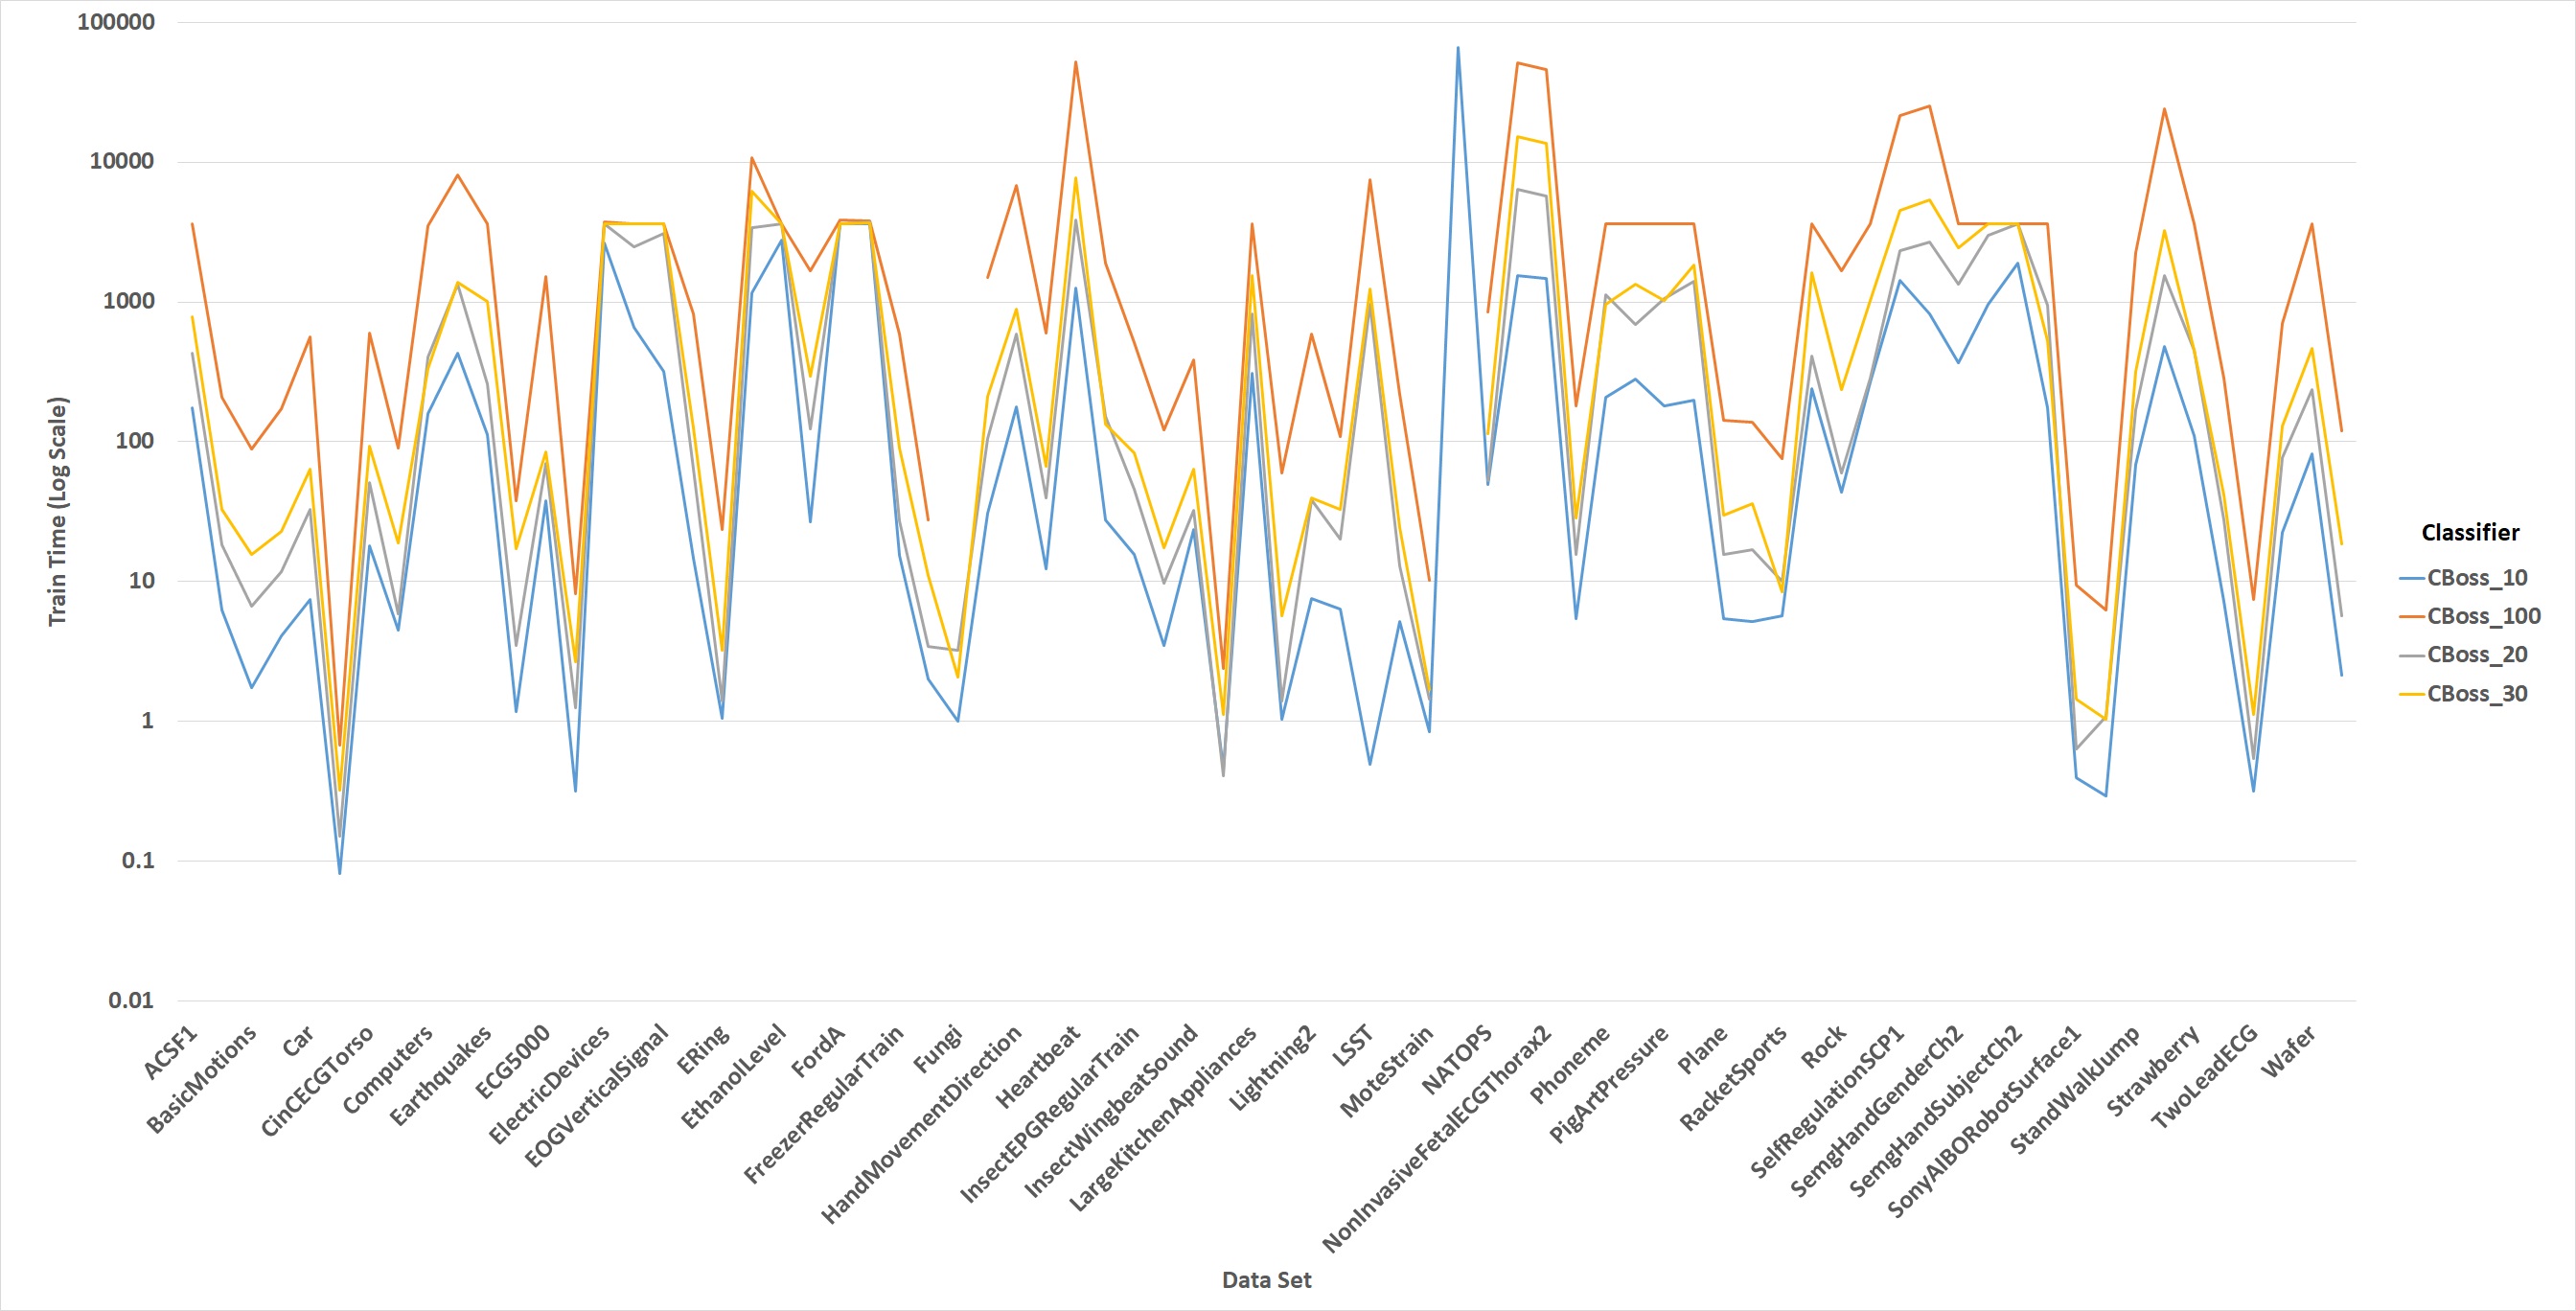 100000
10000
1000
100
10
1
0.1
0.01
Train Time (Log Scale)
ACSF1
BasicMotions
Car
CinCECGTorso
Computers
Earthquakes
ECG5000
ElectricDevices
EOGVerticalSignal
ERing
EthanolLevel
FordA
FreezerRegularTrain
Fungi
HandMovementDirection
Heartbeat
InsectEPGRegularTrain
InsectWingbeatSound
LargeKitchenAppliances
Lightning2
LSST
MoteStrain
NATOPS
NonInvasiveFetalECGThorax2
Phoneme
PigArtPressure
Plane
RacketSports
Rock
SelfRegulationSCP1
SemgHandGenderCh2
SemgHandSubjectCh2
SonyAIBORobotSurface1
StandWalkJump
Strawberry
TwoLeadECG
Wafer
Data Set
Classifier
CBoss_10
CBoss_100
CBoss_20
CBoss_30